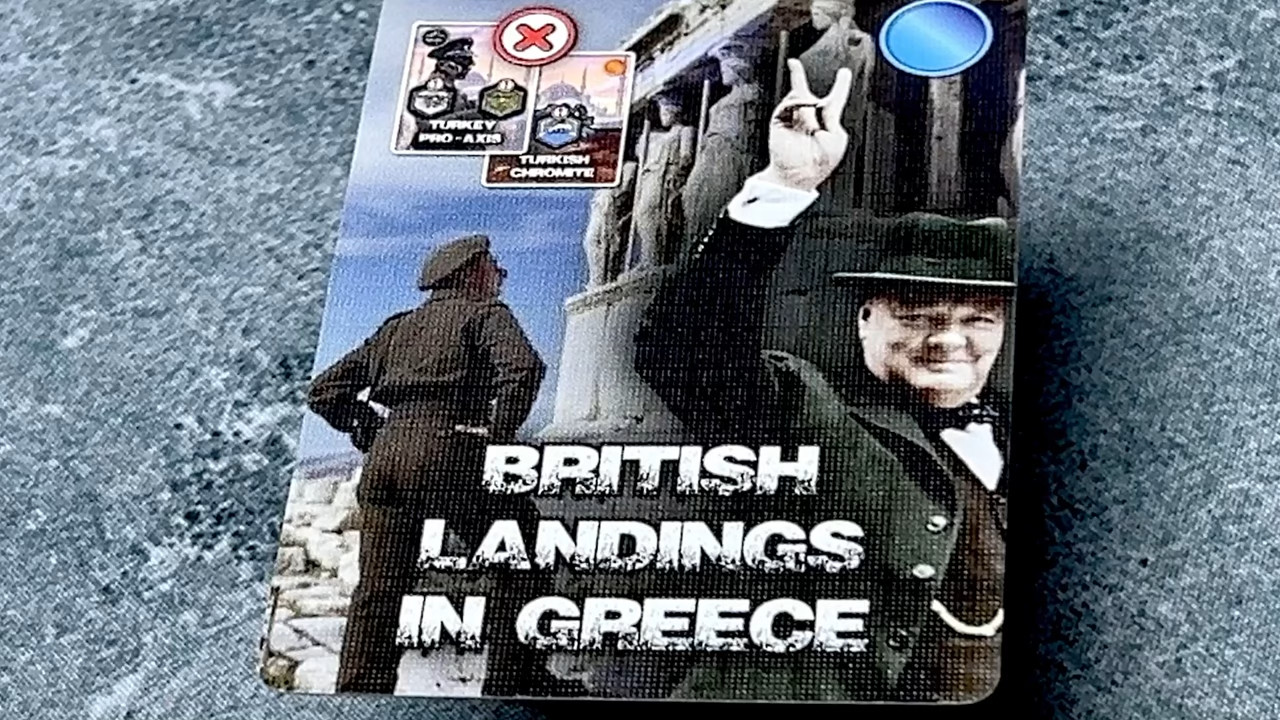 TURKEY
PRO-AXIS
TURKISH
CHROMITE
BRITISH
LANDINGS
IN GREECE